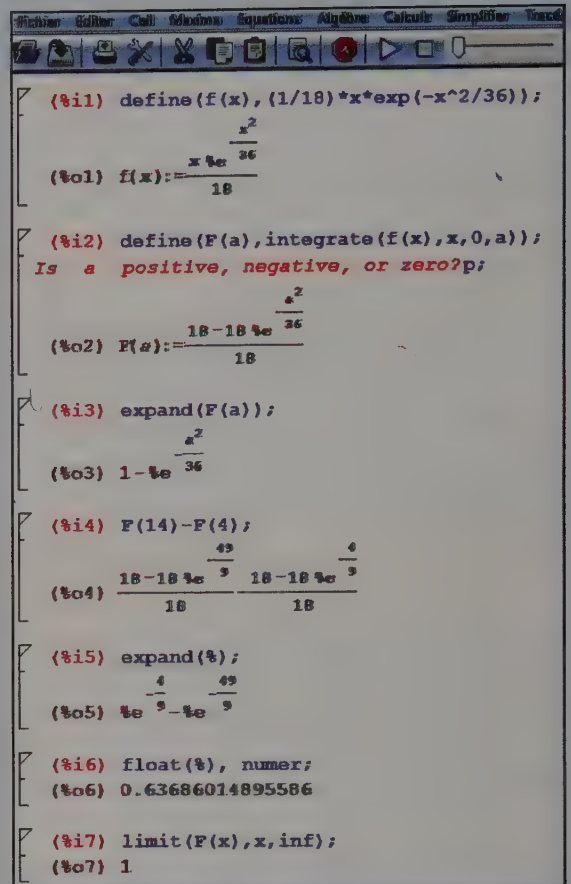 Fichier Editer Cell Maxima Equations Algèbre Calculs Simplifier Tracé
(%i1) define(f(x),(1/18)*x*exp(-x^2/36));
(%o1) f(x):=x %e^-x^2/36/18
(%i2) define(F(a),integrate(f(x),x,0,a));
Is a positive, negative, or zero?p;
(%o2) F(a):=18-18 %e^-a^2/36/18
(%i3) expand(F(a));
(%o3) 1-%e^-a^2/36
(%i4) F(14)-F(4);
(%o4) 18-18 %e^-49/9/18-18-18 %e^-4/9/18
(%i5) expand(%);
(%o5) %e^-4/9-%e^-49/9
(%i6) float(%), numer;
(%o6) 0.63686014895586
(%i7) limit(F(x),x,inf);
(%o7) 1